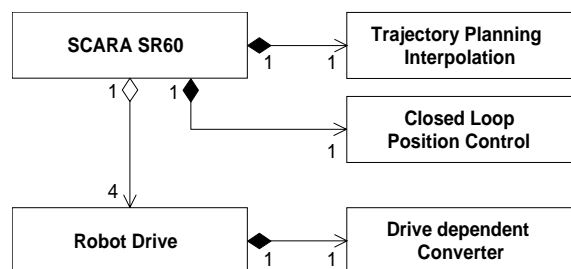 SCARA SR60
1
1
Trajectory Planning
Interpolation
1
1
Closed Loop
Position Control
1
4
Robot Drive
1
1
Drive dependent
Converter